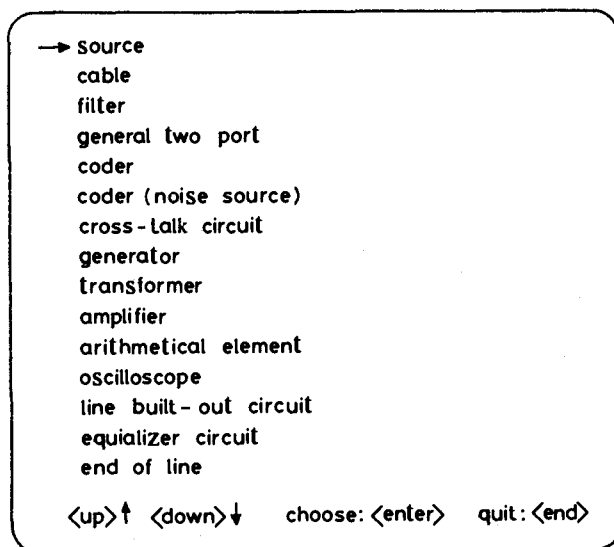 → source
cable
filter
general two port
coder
coder (noise source)
cross-talk circuit
generator
transformer
amplifier
arithmetical element
oscilloscope
line built-out circuit
equializer circuit
end of line
<up>↑ <down>↓ choose: <enter> quit: <end>